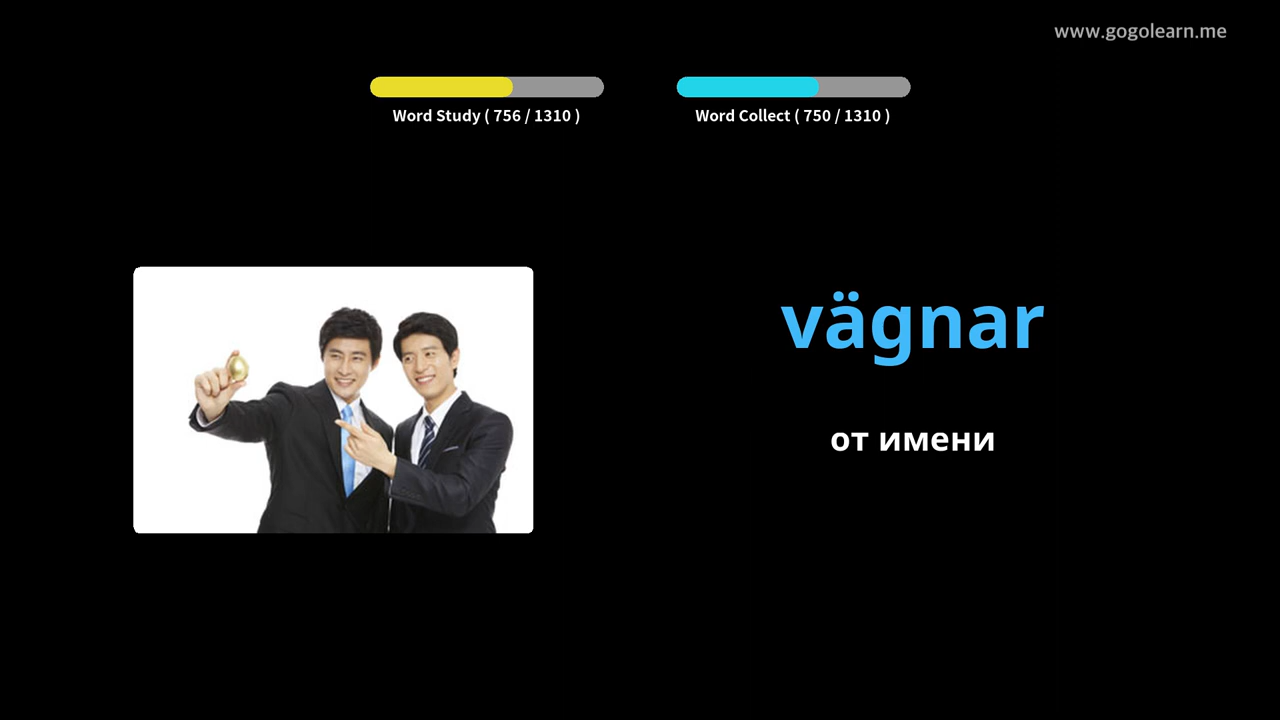 www.gogolearn.me
Word Study ( 756 / 1310 )
Word Collect ( 750 / 1310 )
vägnar
от имени